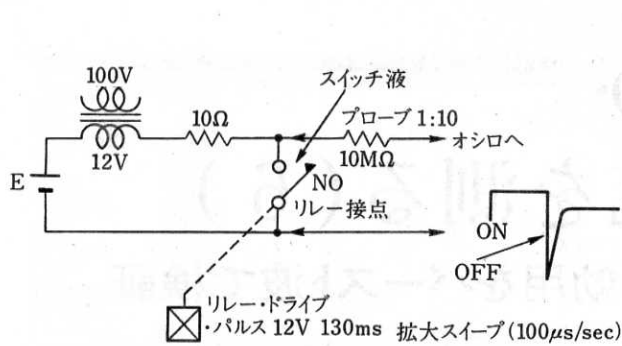 100V
12V
10Ω
スイッチ液
プローブ 1:10
10MΩ
オシロへ
E
NO
リレー接点
ON
OFF
リレー・ドライブ
・パルス 12V 130ms
拡大スイープ(100μs/sec)